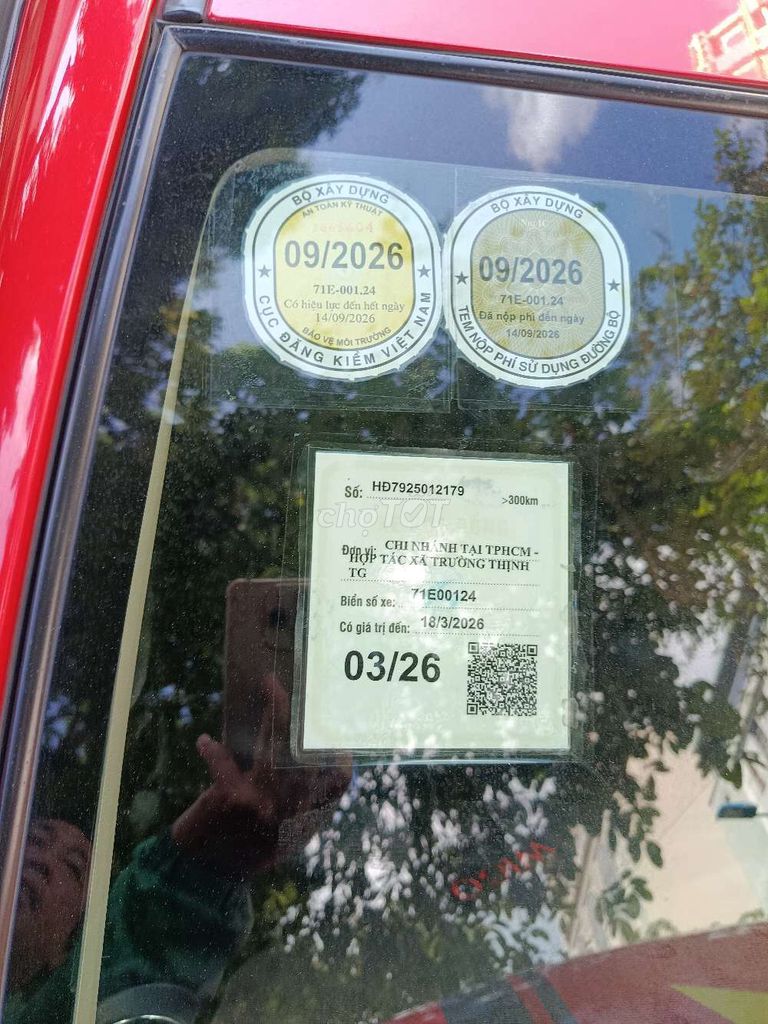 BỘ XÂY DỰNG
AN TOÀN KỸ THUẬT
09/2026
71E-001.24
Có hiệu lực đến hết ngày
14/09/2026
BẢO VỆ MÔI TRƯỜNG
CỤC ĐĂNG KIỂM VIỆT NAM
BỘ XÂY DỰNG
09/2026
71E-001.24
Đã nộp phí đến ngày
14/09/2026
TEM NỘP PHÍ SỬ DỤNG ĐƯỜNG BỘ
Số: HĐ7925012179
>300km
chợTỐT
Đơn vị: CHI NHÁNH TẠI TPHCM -
HỢP TÁC XÃ TRƯỜNG THỊNH
TG
Biển số xe: 71E00124
Có giá trị đến: 18/3/2026
03/26